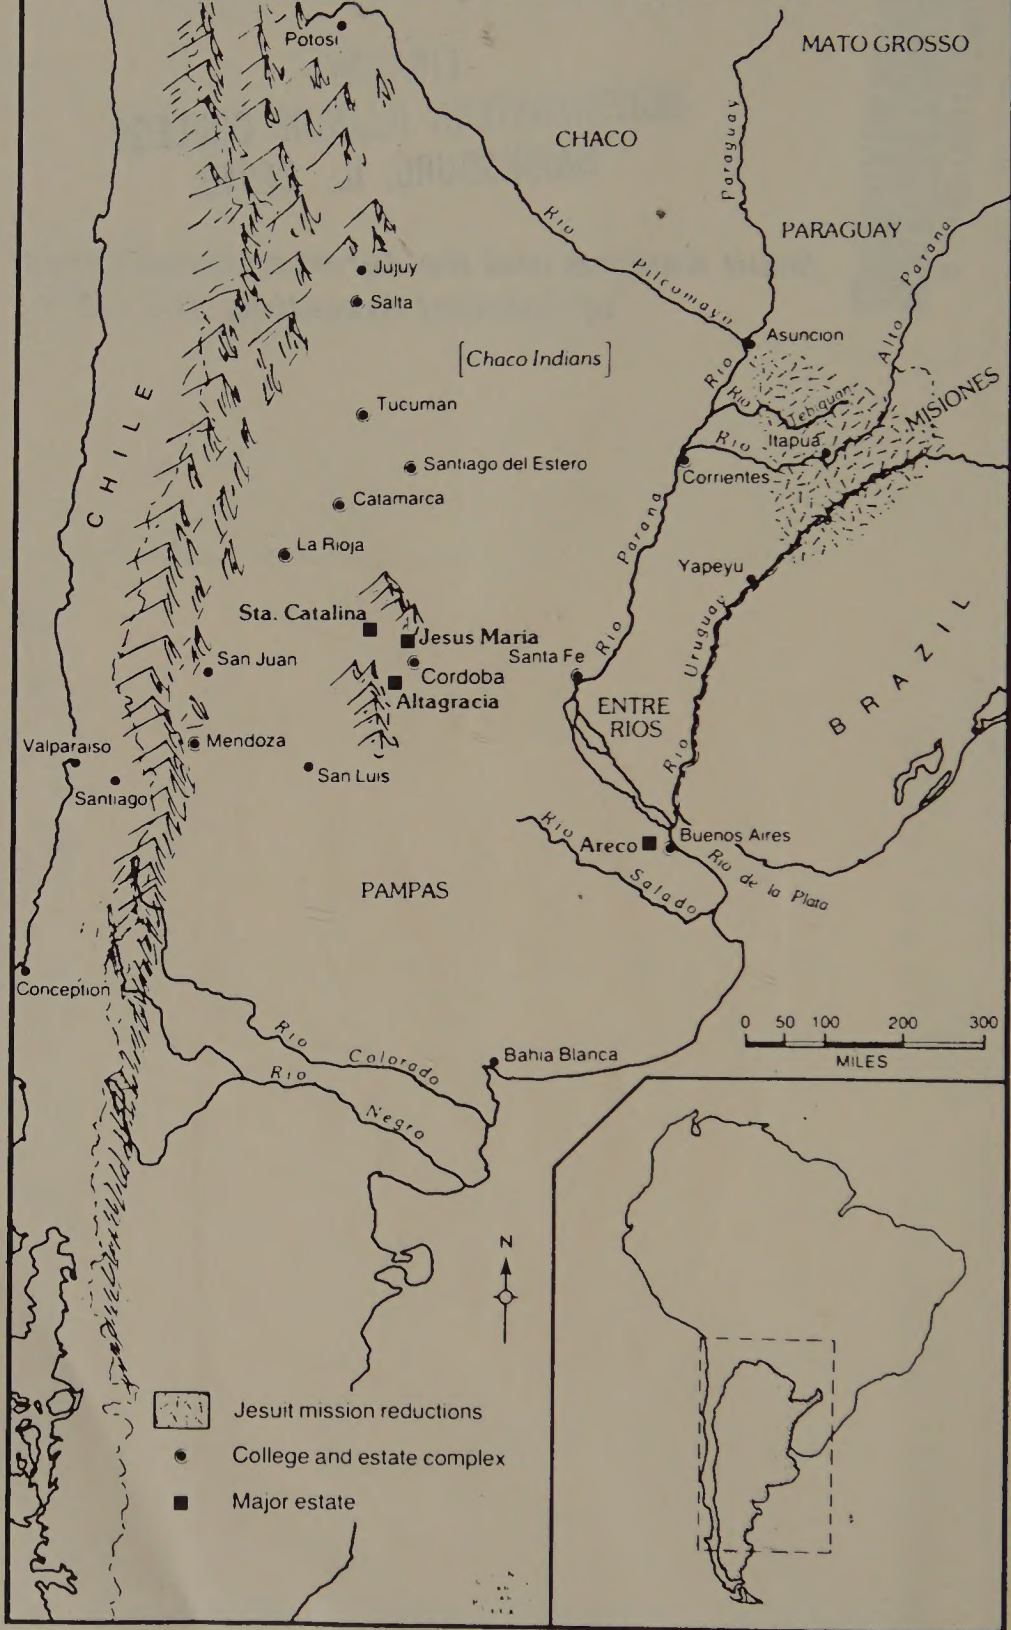 Potosi
MATO GROSSO
CHACO
Paraguay
PARAGUAY
Rio Pilcomayo
Alto Parana
Jujuy
Salta
Asuncion
[Chaco Indians]
Rio
Rio Tebiquari
MISIONES
CHILE
Tucuman
Itapua
Rio
Santiago del Estero
Corrientes
Catamarca
Parana
La Rioja
Yapeyu
Sta. Catalina
Jesus Maria
Rio
Uruguay
BRAZIL
San Juan
Santa Fe
Cordoba
Altagracia
ENTRE
RIOS
Valparaiso
Mendoza
Rio
San Luis
Santiago
Rio Salado
Areco
Buenos Aires
Rio de la Plata
PAMPAS
Conception
0 50 100 200 300
MILES
Rio Colorado
Bahia Blanca
Rio Negro
N
Jesuit mission reductions
College and estate complex
Major estate